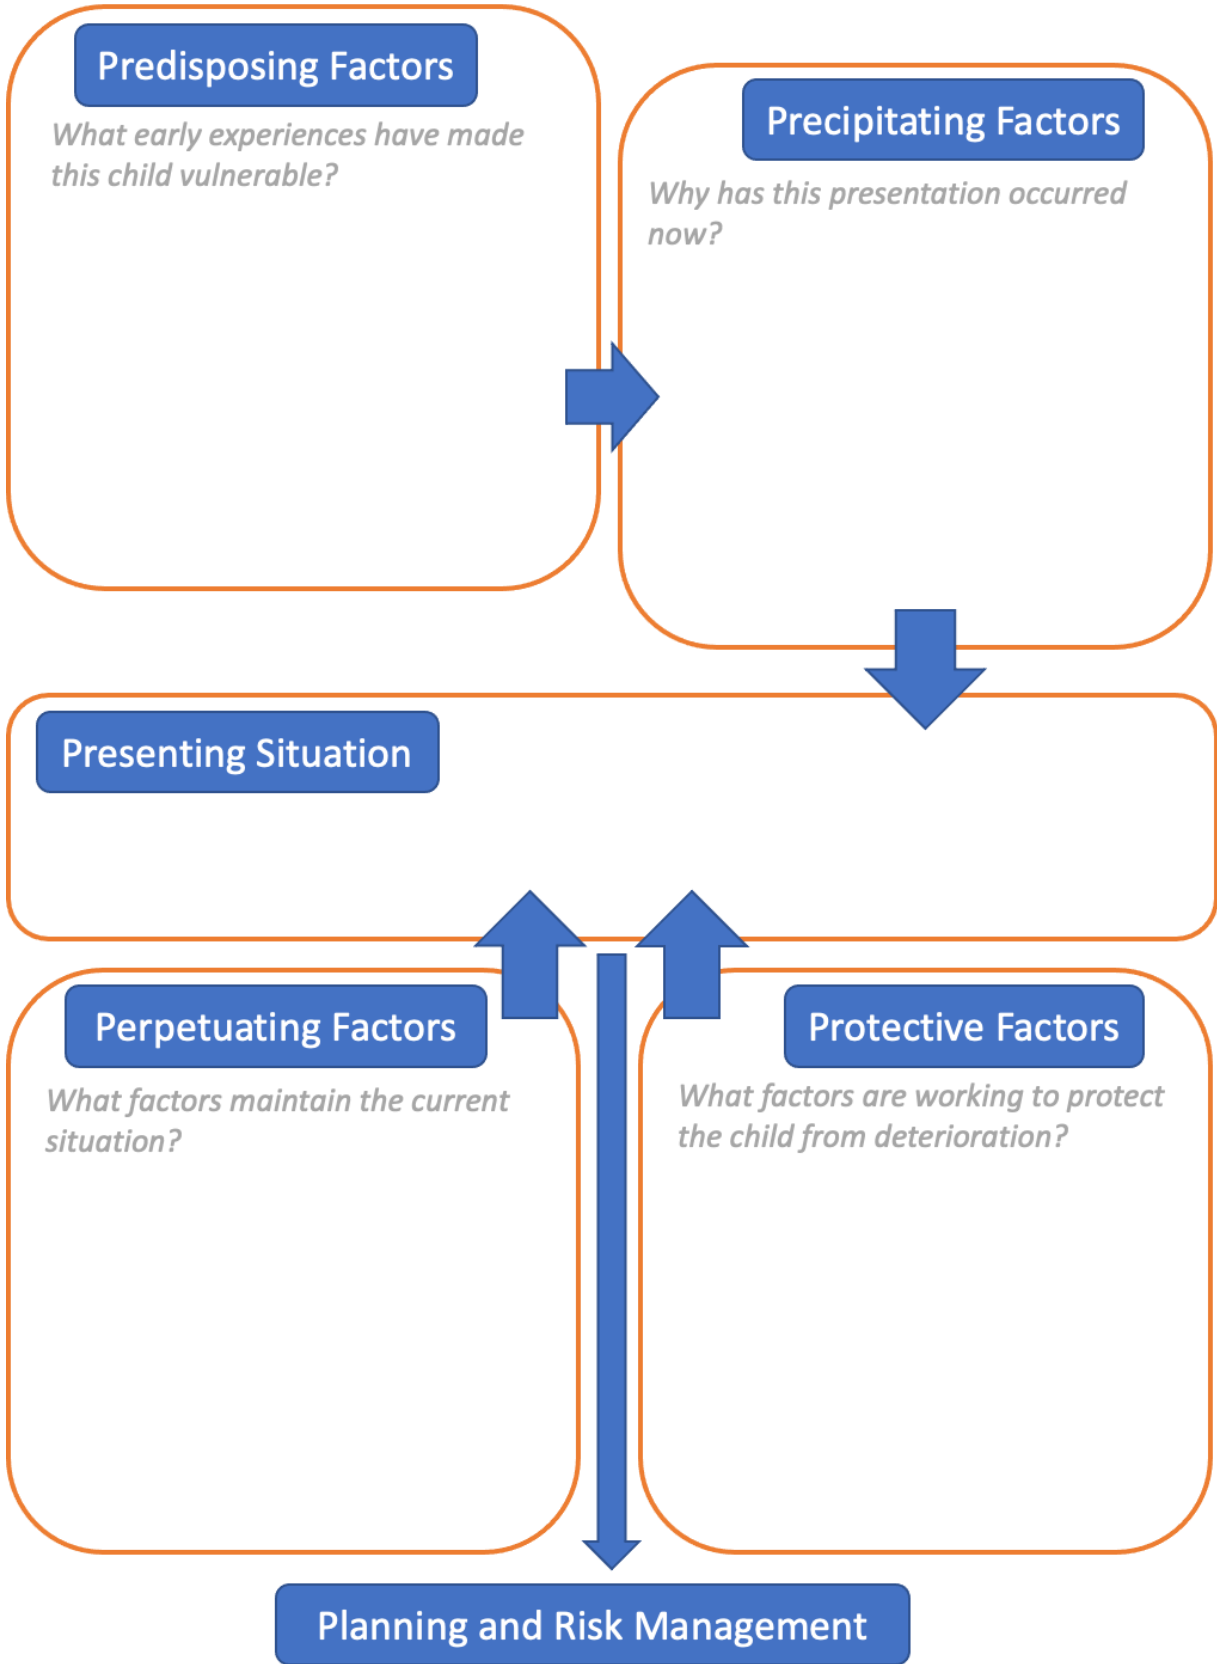 Predisposing Factors
What early experiences have made
this child vulnerable?
Precipitating Factors
Why has this presentation occurred
now?
Presenting Situation
Perpetuating Factors
What factors maintain the current
situation?
Protective Factors
What factors are working to protect
the child from deterioration?
Planning and Risk Management